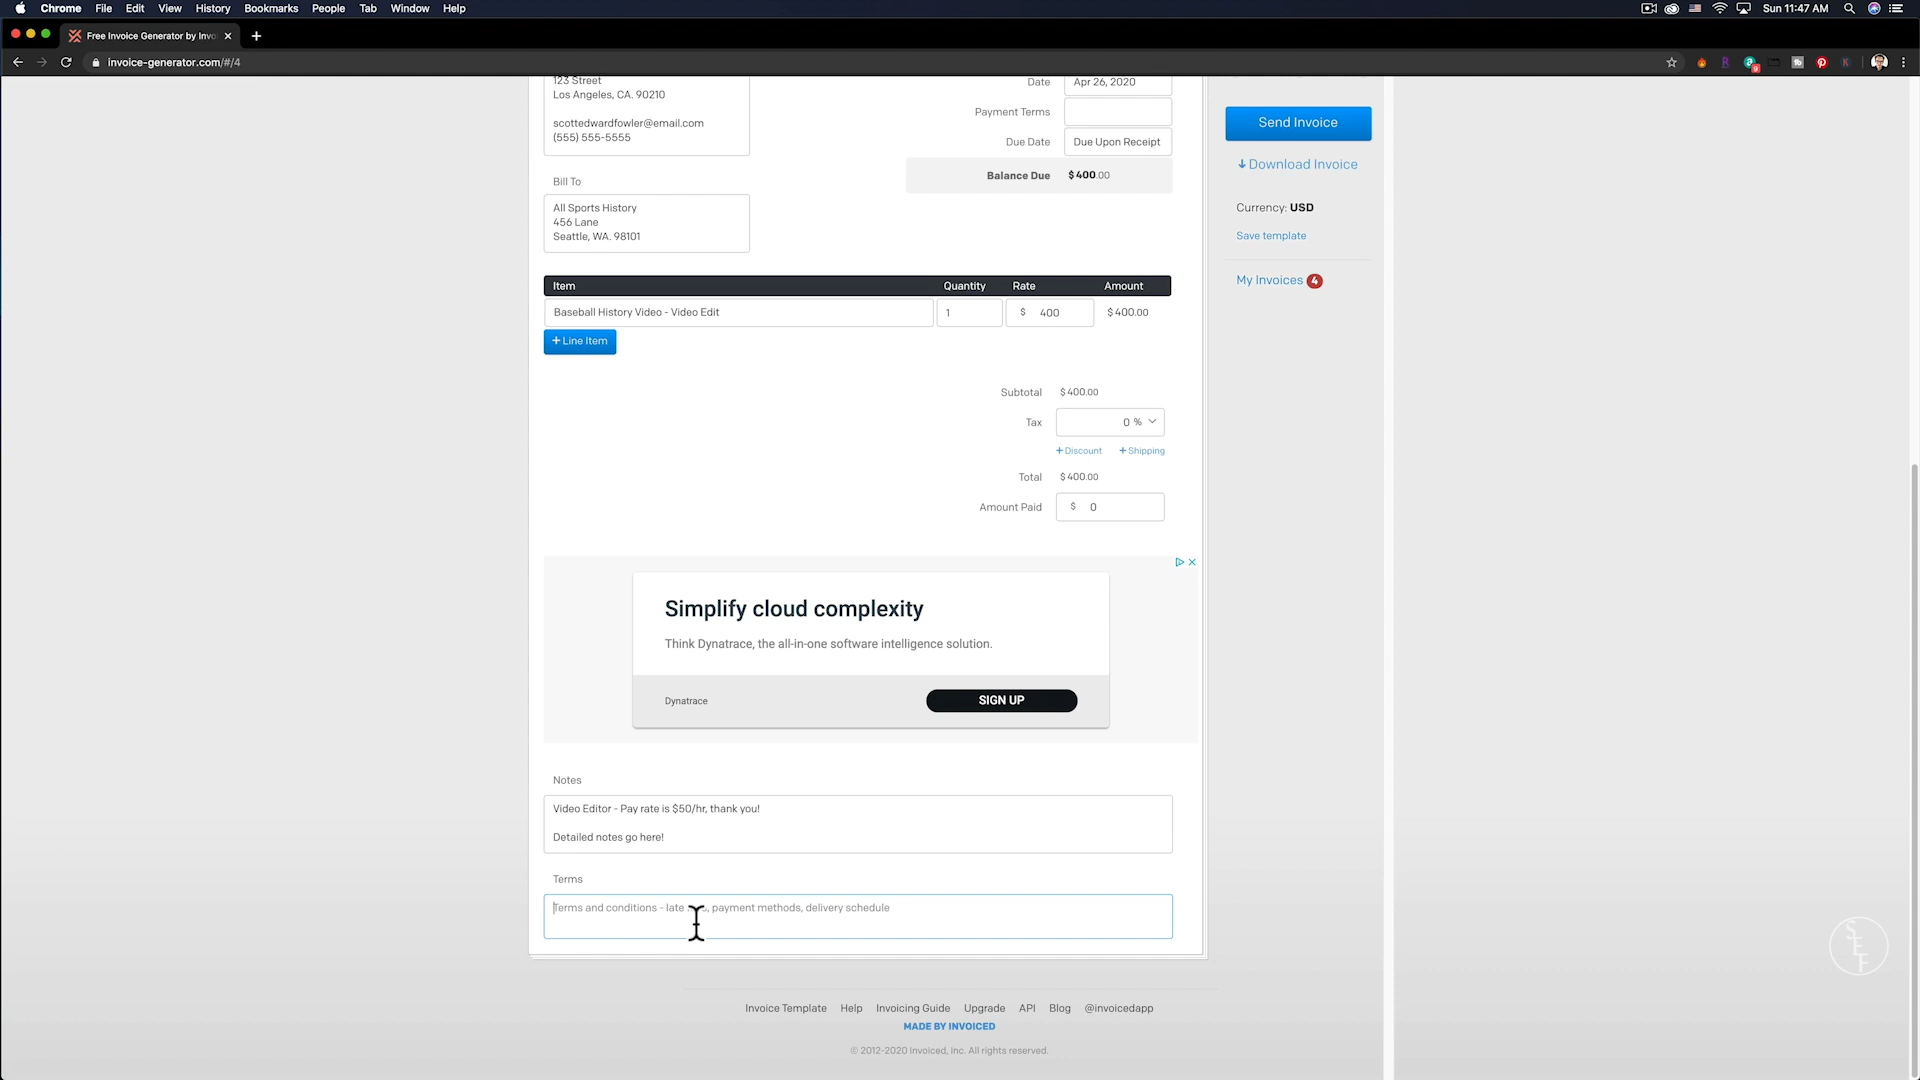 Chrome File Edit View History Bookmarks People Tab Window Help
Sun 11:47 AM
Free Invoice Generator by Invo
invoice-generator.com/#/4
123 Street
Los Angeles, CA. 90210
scottedwardfowler@email.com
(555) 555-5555
Date Apr 26, 2020
Payment Terms
Due Date Due Upon Receipt
Balance Due $400.00
Bill To
All Sports History
456 Lane
Seattle, WA. 98101
Send Invoice
Download Invoice
Currency: USD
Save template
My Invoices 4
Item Quantity Rate Amount
Baseball History Video - Video Edit 1 $ 400 $400.00
+ Line Item
Subtotal $400.00
Tax 0 %
+ Discount + Shipping
Total $400.00
Amount Paid $ 0
Simplify cloud complexity
Think Dynatrace, the all-in-one software intelligence solution.
Dynatrace SIGN UP
Notes
Video Editor - Pay rate is $50/hr, thank you!
Detailed notes go here!
Terms
Terms and conditions - late , payment methods, delivery schedule
Invoice Template Help Invoicing Guide Upgrade API Blog @invoicedapp
MADE BY INVOICED
© 2012-2020 Invoiced, Inc. All rights reserved.
SEF